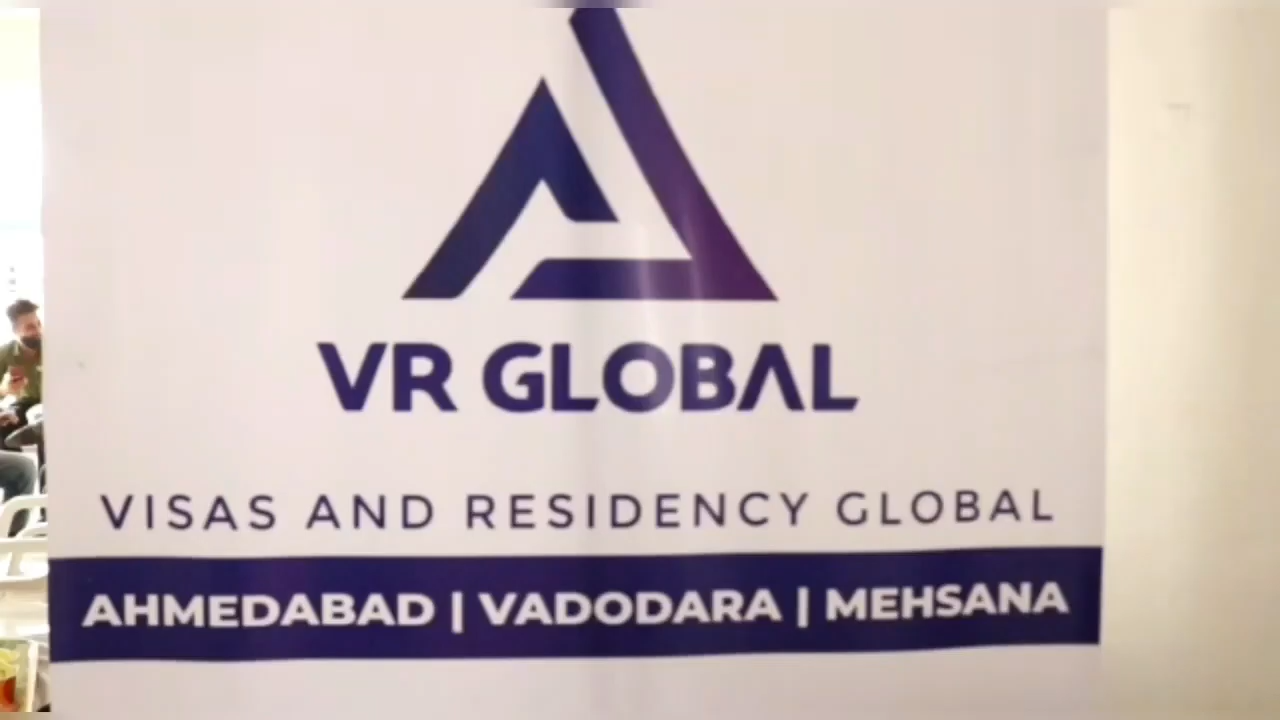 VR GLOBAL
VISAS AND RESIDENCY GLOBAL
AHMEDABAD | VADODARA | MEHSANA